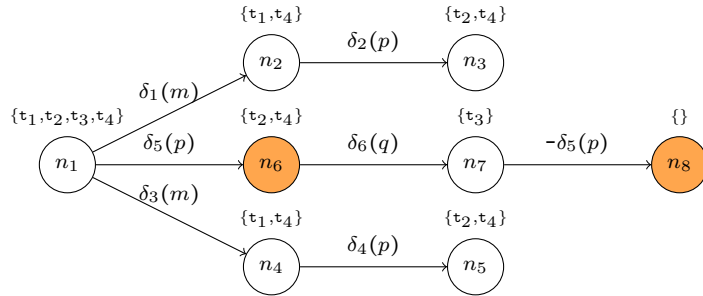 {t₁,t₄} {t₂,t₄}
δ₂(p)
n₂ n₃
δ₁(m)
{t₁,t₂,t₃,t₄} {t₂,t₄} {t₃} {}
δ₅(p) δ₆(q) -δ₅(p)
n₁ n₆ n₇ n₈
δ₃(m)
{t₁,t₄} {t₂,t₄}
δ₄(p)
n₄ n₅